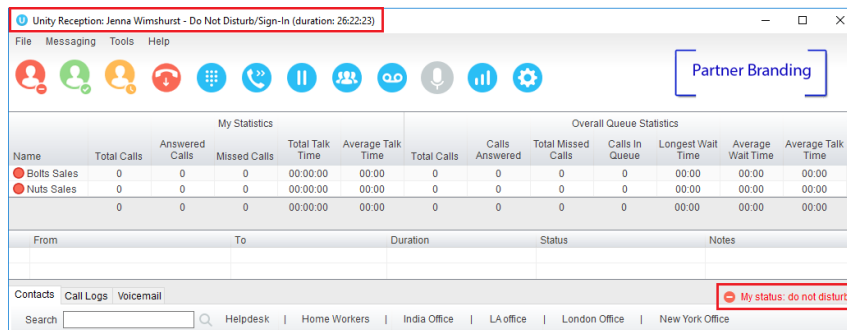 Unity Reception: Jenna Wimshurst - Do Not Disturb/Sign-In (duration: 26:22:23)
File Messaging Tools Help
Partner Branding
My Statistics Overall Queue Statistics
Name Total Calls Answered Calls Missed Calls Total Talk Time Average Talk Time Total Calls Calls Answered Total Missed Calls Calls In Queue Longest Wait Time Average Wait Time Average Talk Time
Bolts Sales 0 0 0 00:00:00 00:00 0 0 0 0 00:00 00:00 00:00
Nuts Sales 0 0 0 00:00:00 00:00 0 0 0 0 00:00 00:00 00:00
0 0 0 00:00:00 00:00 0 0 0 0 00:00 00:00 00:00
From To Duration Status Notes
Contacts Call Logs Voicemail My status: do not disturb
Search Helpdesk | Home Workers | India Office | LA office | London Office | New York Office